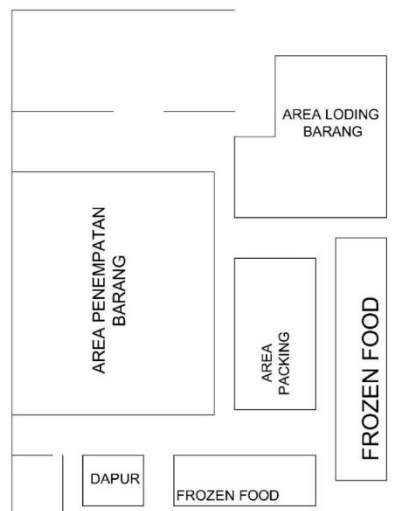 AREA LODING
BARANG
AREA PENEMPATAN
BARANG
AREA
PACKING
FROZEN FOOD
DAPUR
FROZEN FOOD